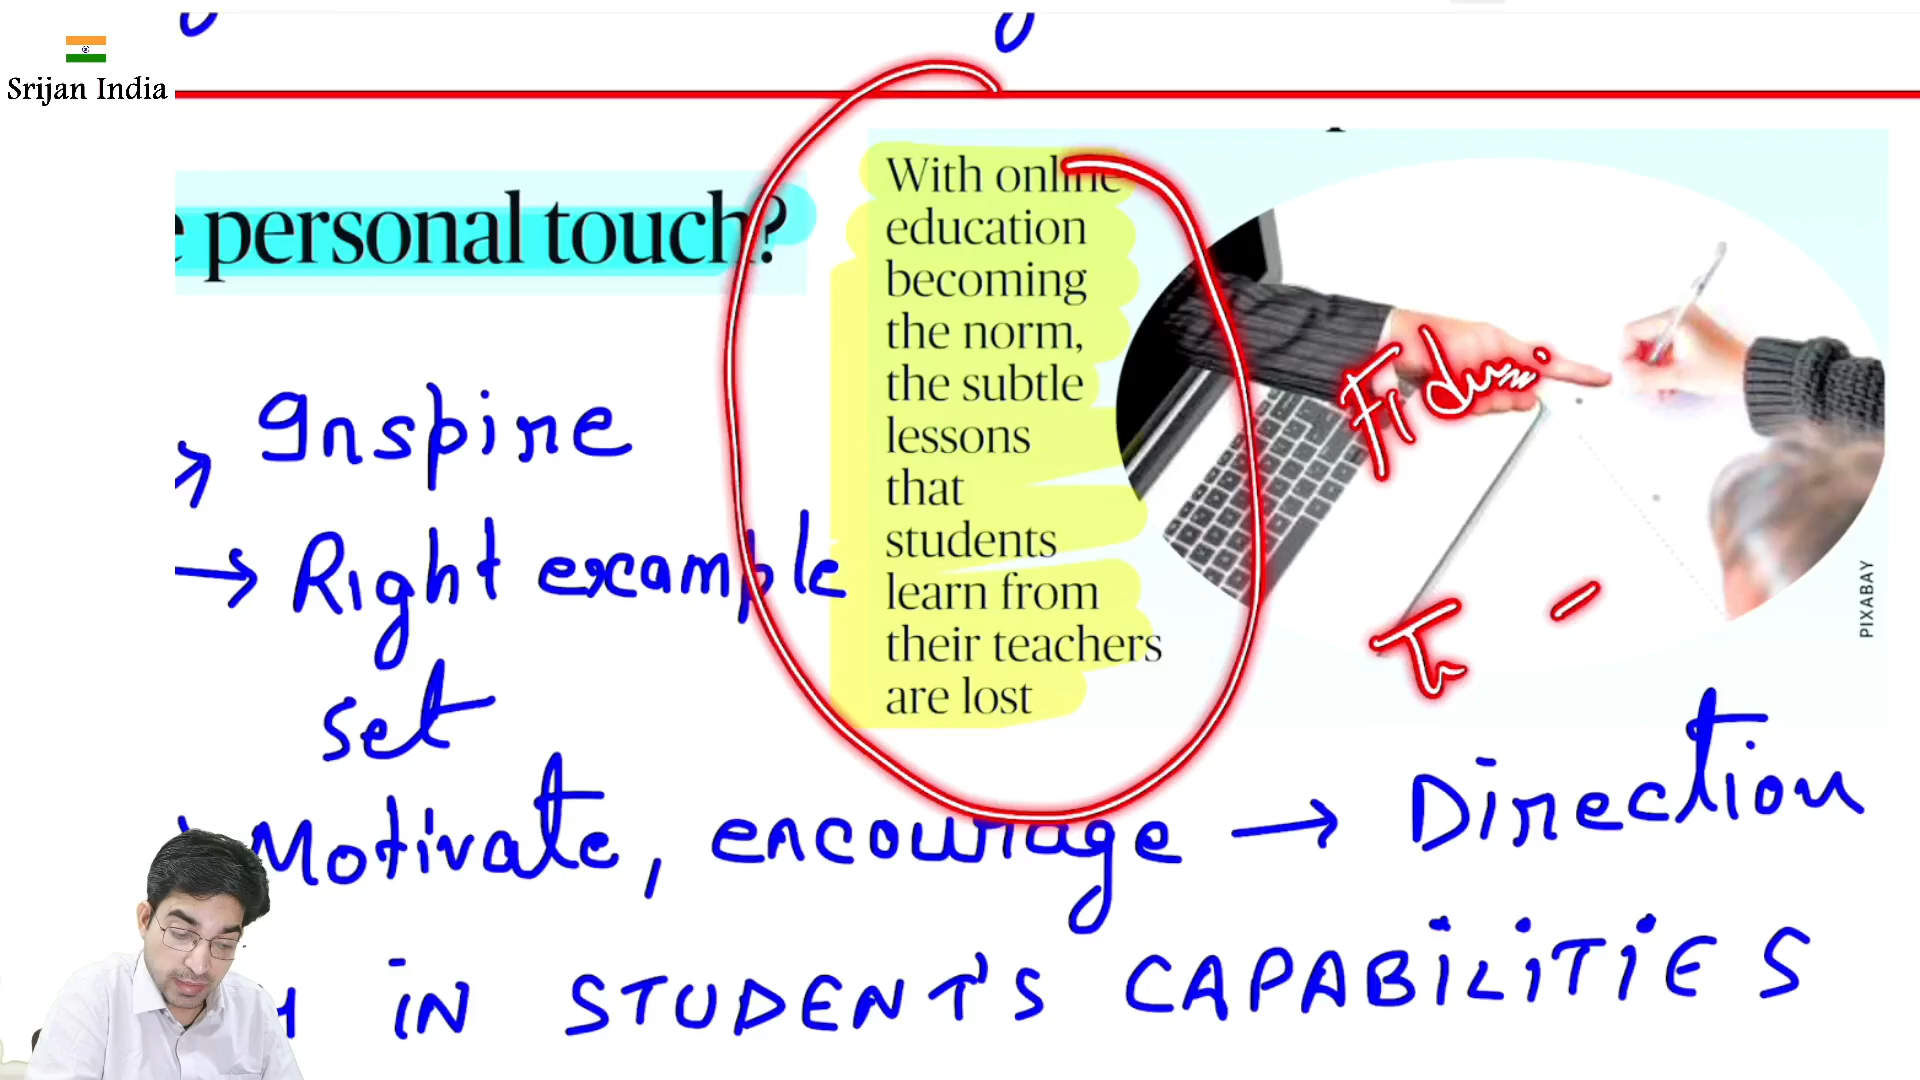 Srijan India
personal touch?
With online
education
becoming
the norm,
the subtle
lessons
that
students
learn from
their teachers
are lost
PIXABAY
→ Inspire
→ Right example
set
Motivate, encourage → Direction
IN STUDENT'S CAPABILITIES